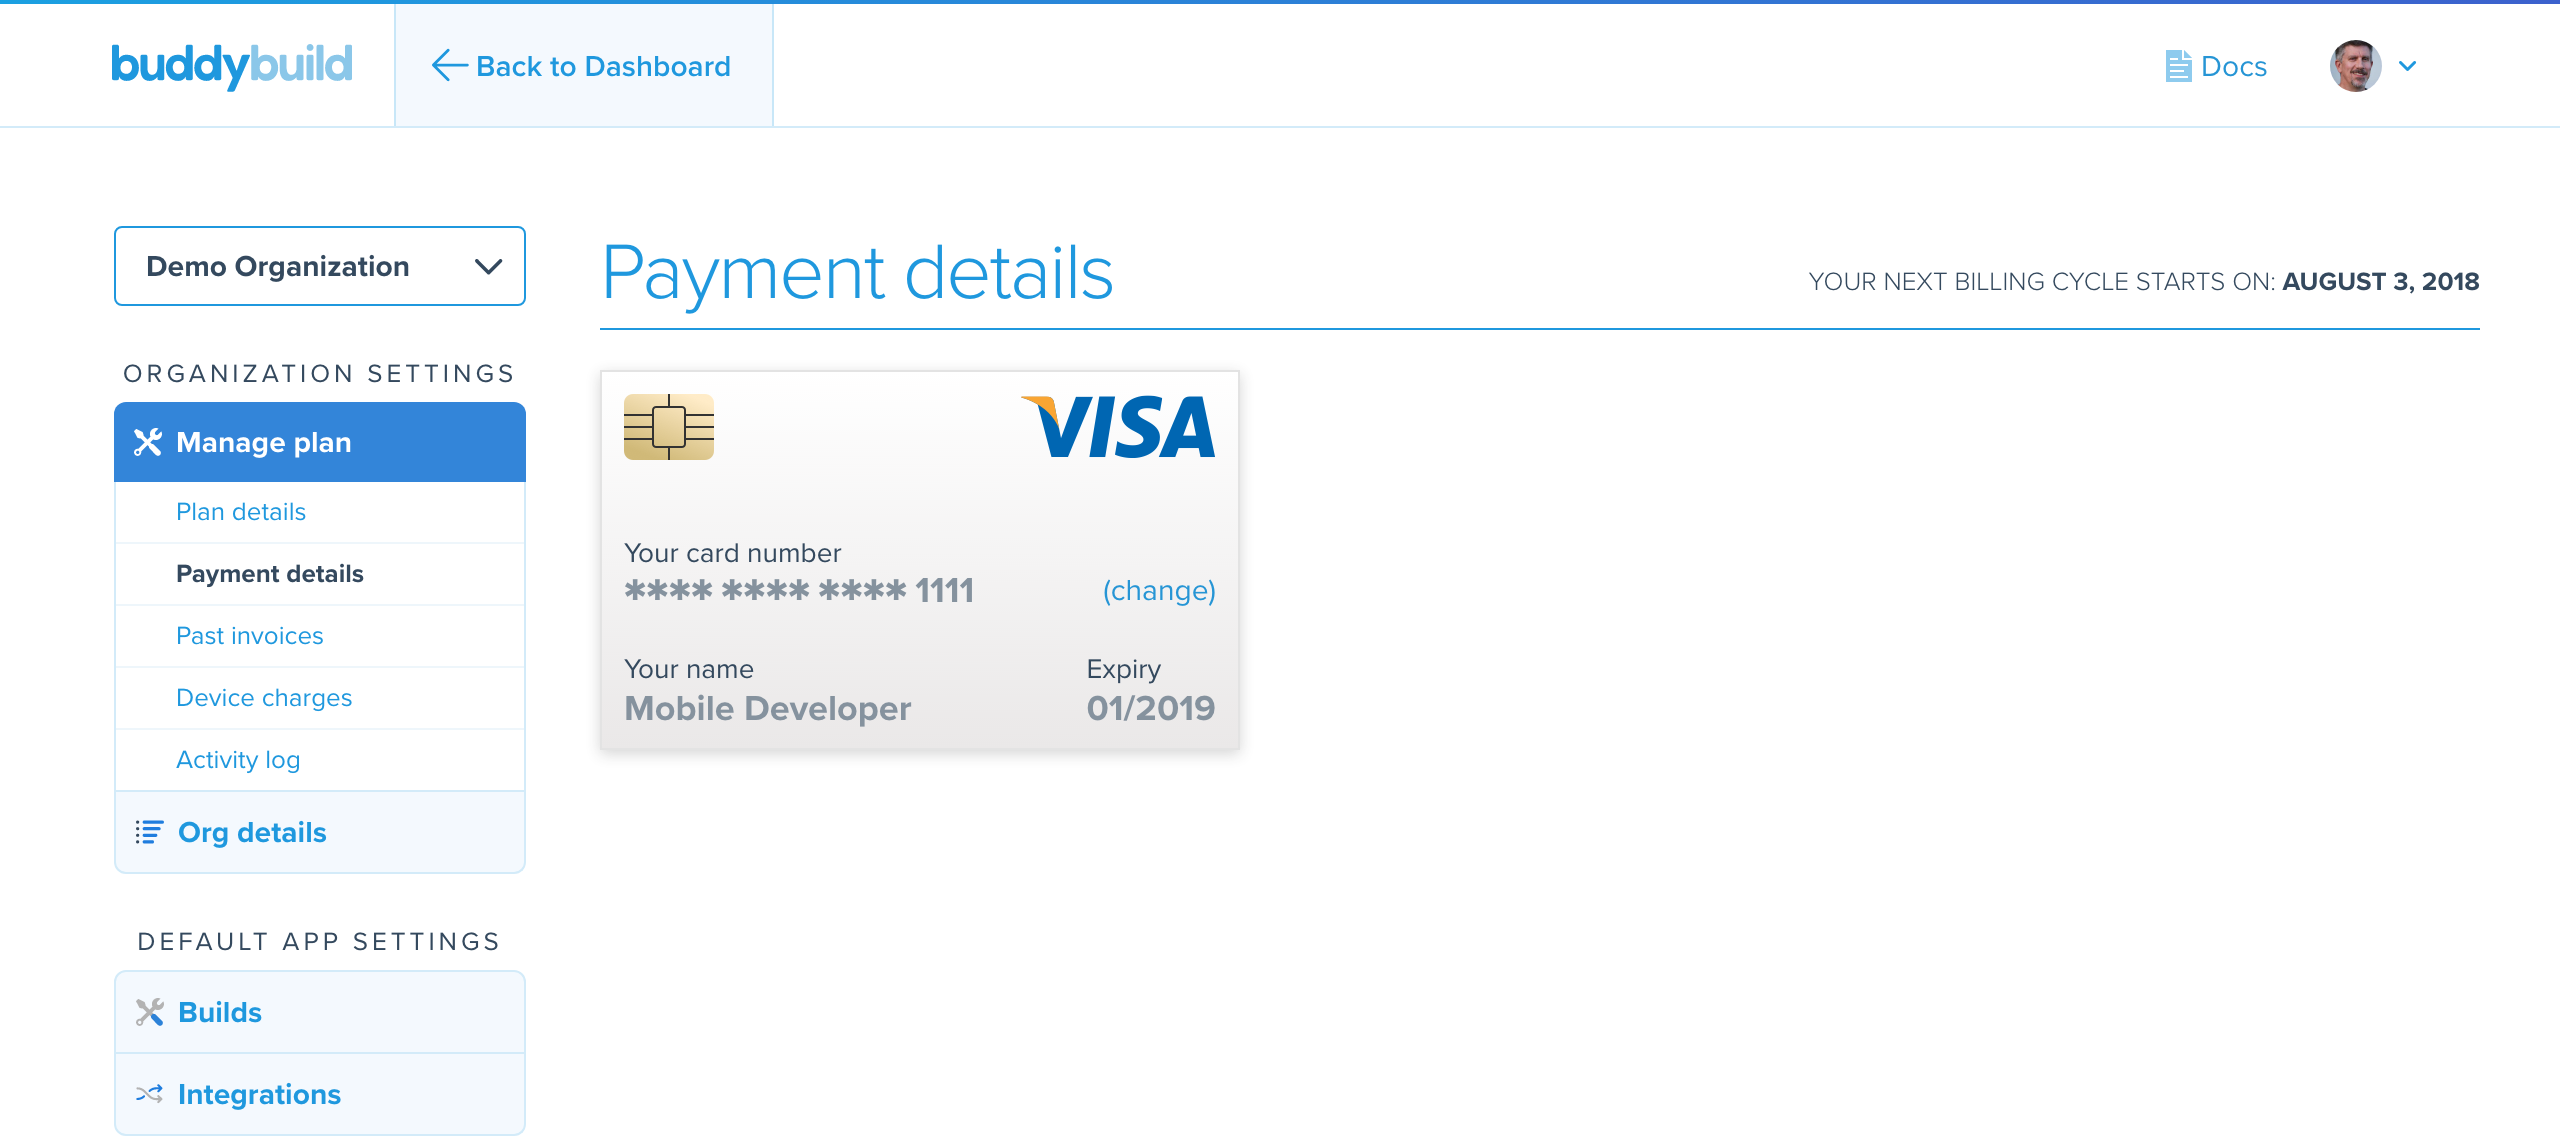 buddybuild
Back to Dashboard
Docs
Demo Organization
Payment details
YOUR NEXT BILLING CYCLE STARTS ON: AUGUST 3, 2018
ORGANIZATION SETTINGS
Manage plan
Plan details
Payment details
Past invoices
Device charges
Activity log
Org details
DEFAULT APP SETTINGS
Builds
Integrations
VISA
Your card number
**** **** **** 1111
(change)
Your name
Expiry
Mobile Developer
01/2019